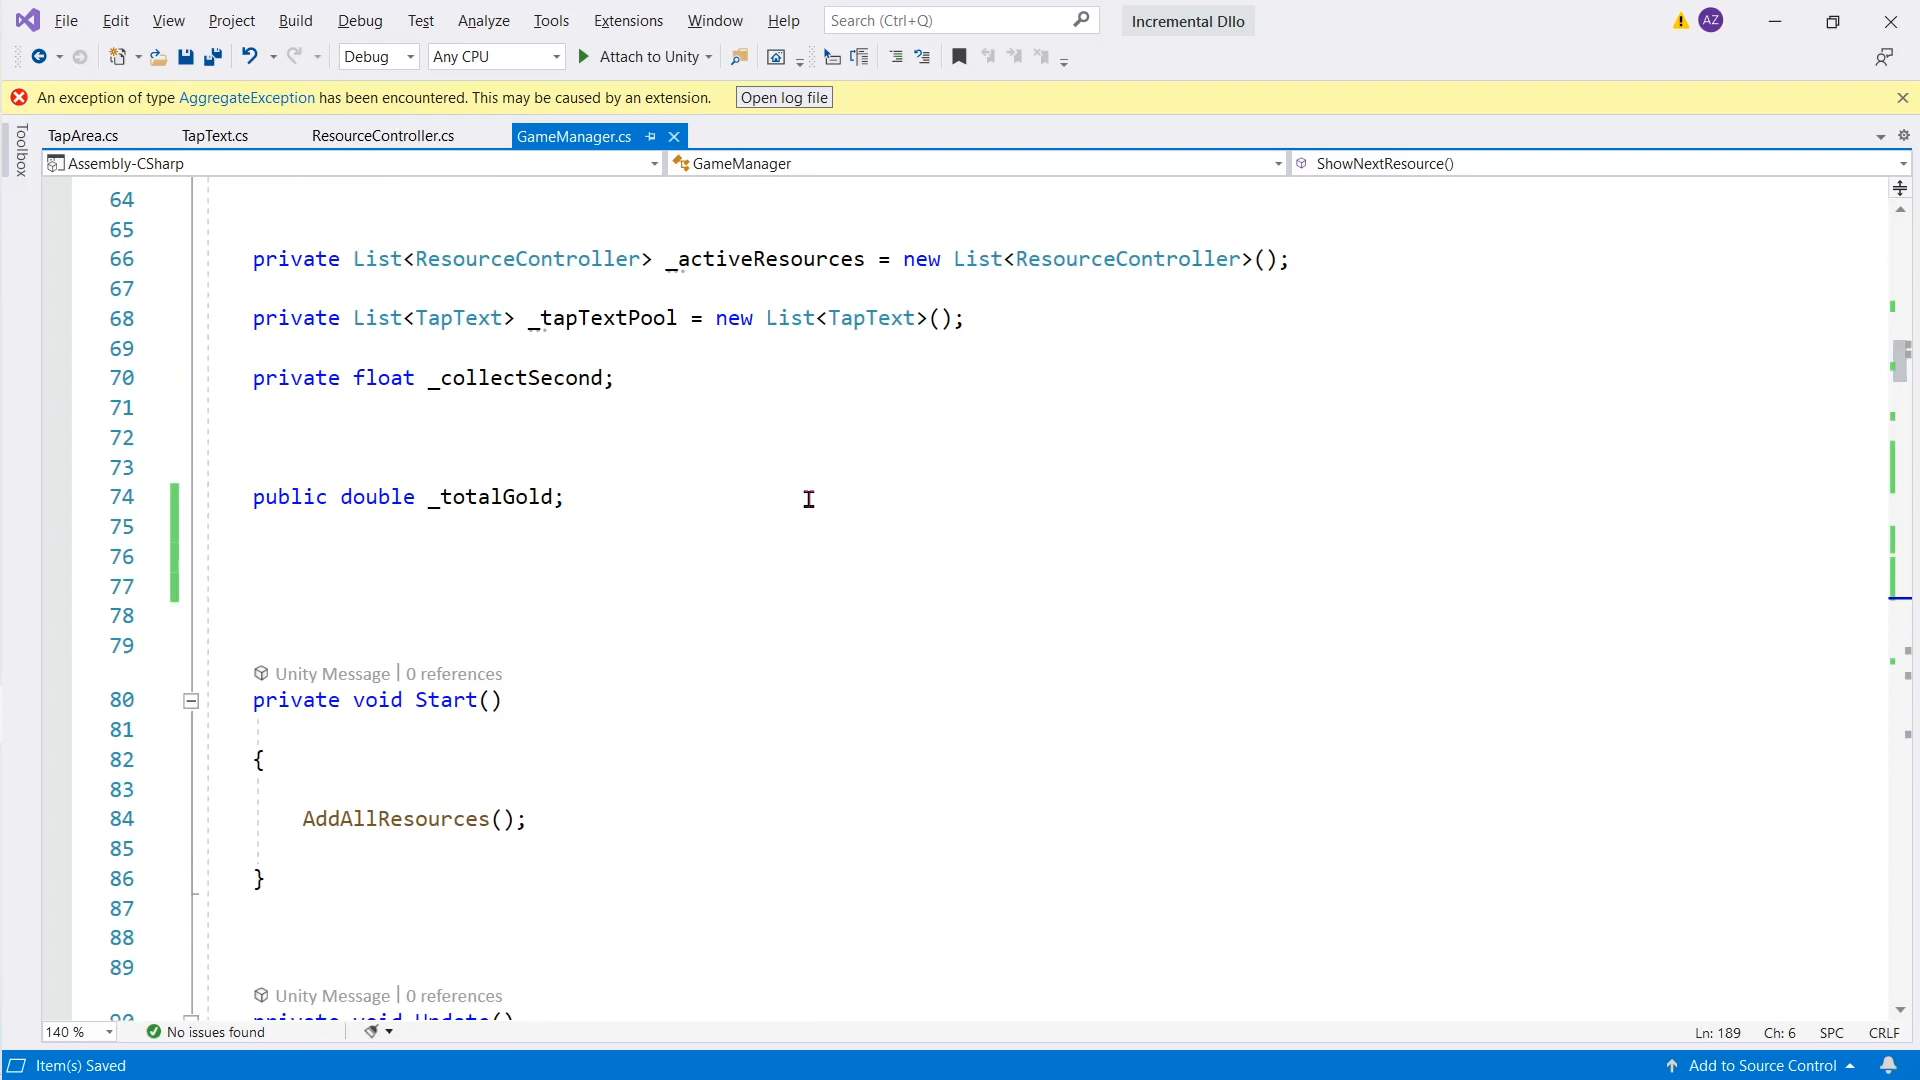 File Edit View Project Build Debug Test Analyze Tools Extensions Window Help Search (Ctrl+Q) Incremental Dllo AZ
Debug Any CPU Attach to Unity
An exception of type AggregateException has been encountered. This may be caused by an extension. Open log file
Toolbox
TapArea.cs TapText.cs ResourceController.cs GameManager.cs
Assembly-CSharp GameManager ShowNextResource()
64
65
66 private List<ResourceController> _activeResources = new List<ResourceController>();
67
68 private List<TapText> _tapTextPool = new List<TapText>();
69
70 private float _collectSecond;
71
72
73
74 public double _totalGold;
75
76
77
78
79
Unity Message | 0 references
80 private void Start()
81
82 {
83
84 AddAllResources();
85
86 }
87
88
89
Unity Message | 0 references
90 private void Update()
140 % No issues found Ln: 189 Ch: 6 SPC CRLF
Item(s) Saved Add to Source Control